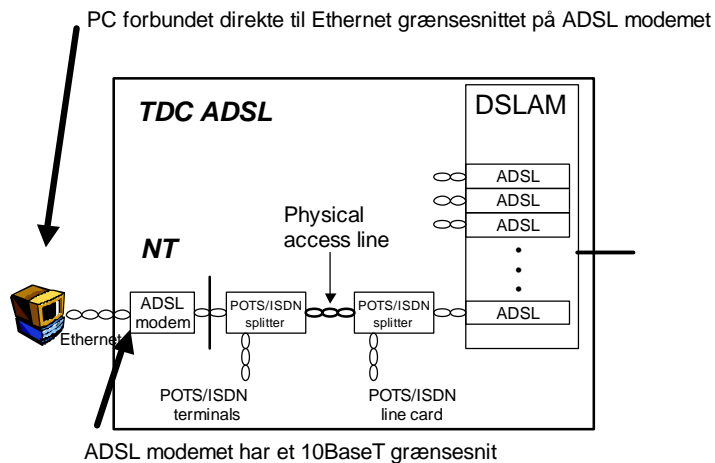 PC forbundet direkte til Ethernet grænsesnittet på ADSL modemet
TDC ADSL
DSLAM
ADSL
ADSL
ADSL
Physical
access line
NT
ADSL
modem
POTS/ISDN
splitter
POTS/ISDN
splitter
ADSL
Ethernet
POTS/ISDN
terminals
POTS/ISDN
line card
ADSL modemet har et 10BaseT grænsesnit